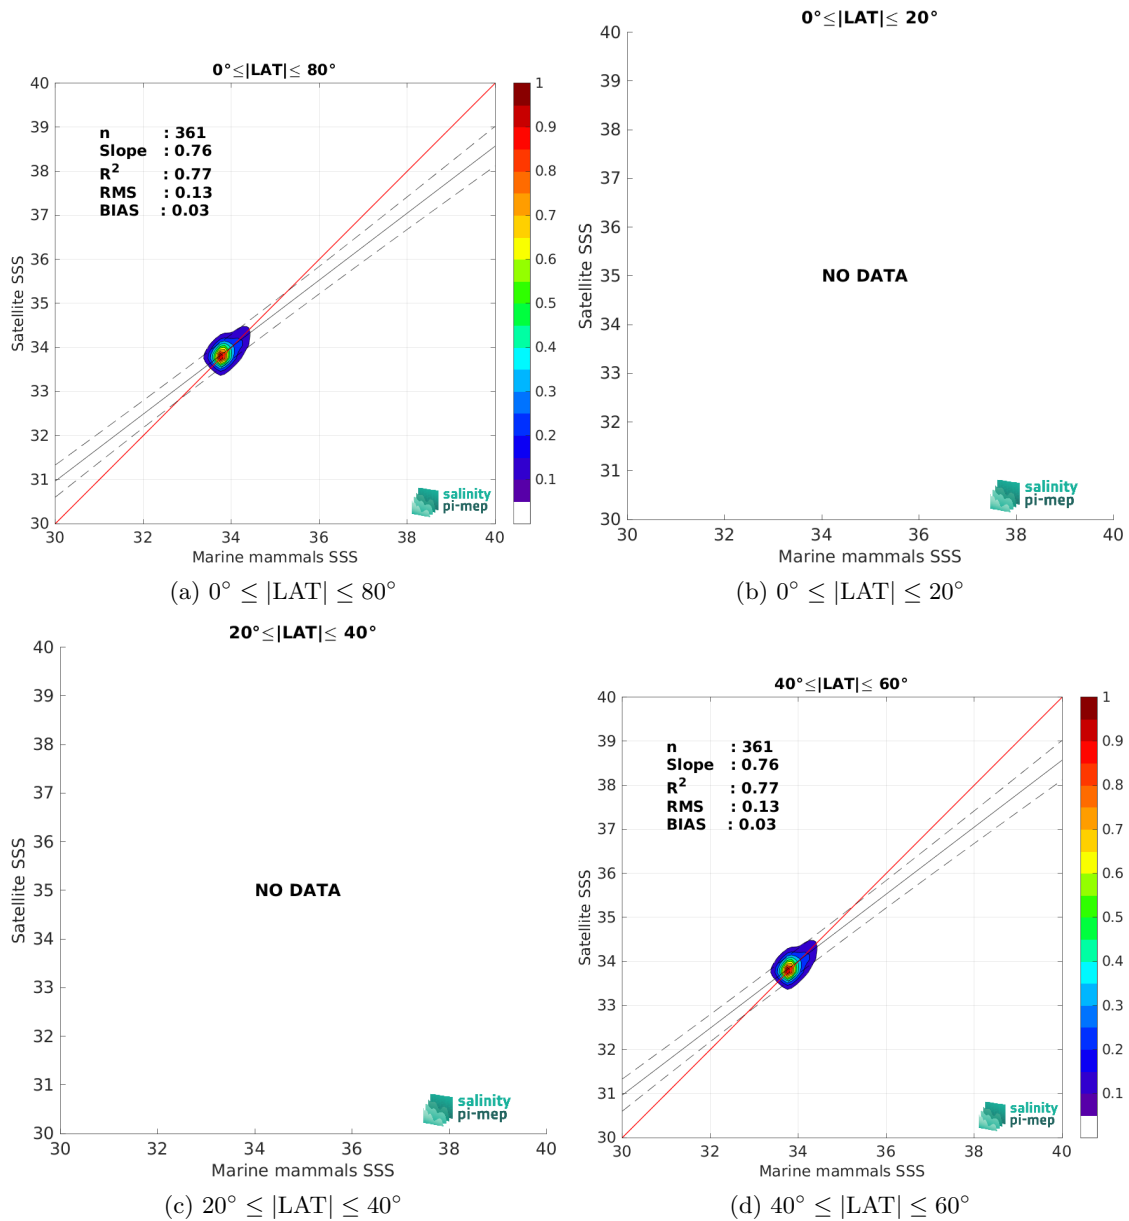 0°≤|LAT|≤ 80°
40
39
38
37
36
35
34
33
32
31
30
n : 361
Slope : 0.76
R² : 0.77
RMS : 0.13
BIAS : 0.03
Satellite SSS
salinity
pi-mep
30 32 34 36 38 40
Marine mammals SSS
1
0.9
0.8
0.7
0.6
0.5
0.4
0.3
0.2
0.1
(a) 0° ≤ |LAT| ≤ 80°
0°≤|LAT|≤ 20°
40
39
38
37
36
35
34
33
32
31
30
Satellite SSS
NO DATA
salinity
pi-mep
30 32 34 36 38 40
Marine mammals SSS
(b) 0° ≤ |LAT| ≤ 20°
20°≤|LAT|≤ 40°
40
39
38
37
36
35
34
33
32
31
30
Satellite SSS
NO DATA
salinity
pi-mep
30 32 34 36 38 40
Marine mammals SSS
(c) 20° ≤ |LAT| ≤ 40°
40°≤|LAT|≤ 60°
40
39
38
37
36
35
34
33
32
31
30
n : 361
Slope : 0.76
R² : 0.77
RMS : 0.13
BIAS : 0.03
Satellite SSS
salinity
pi-mep
30 32 34 36 38 40
Marine mammals SSS
1
0.9
0.8
0.7
0.6
0.5
0.4
0.3
0.2
0.1
(d) 40° ≤ |LAT| ≤ 60°